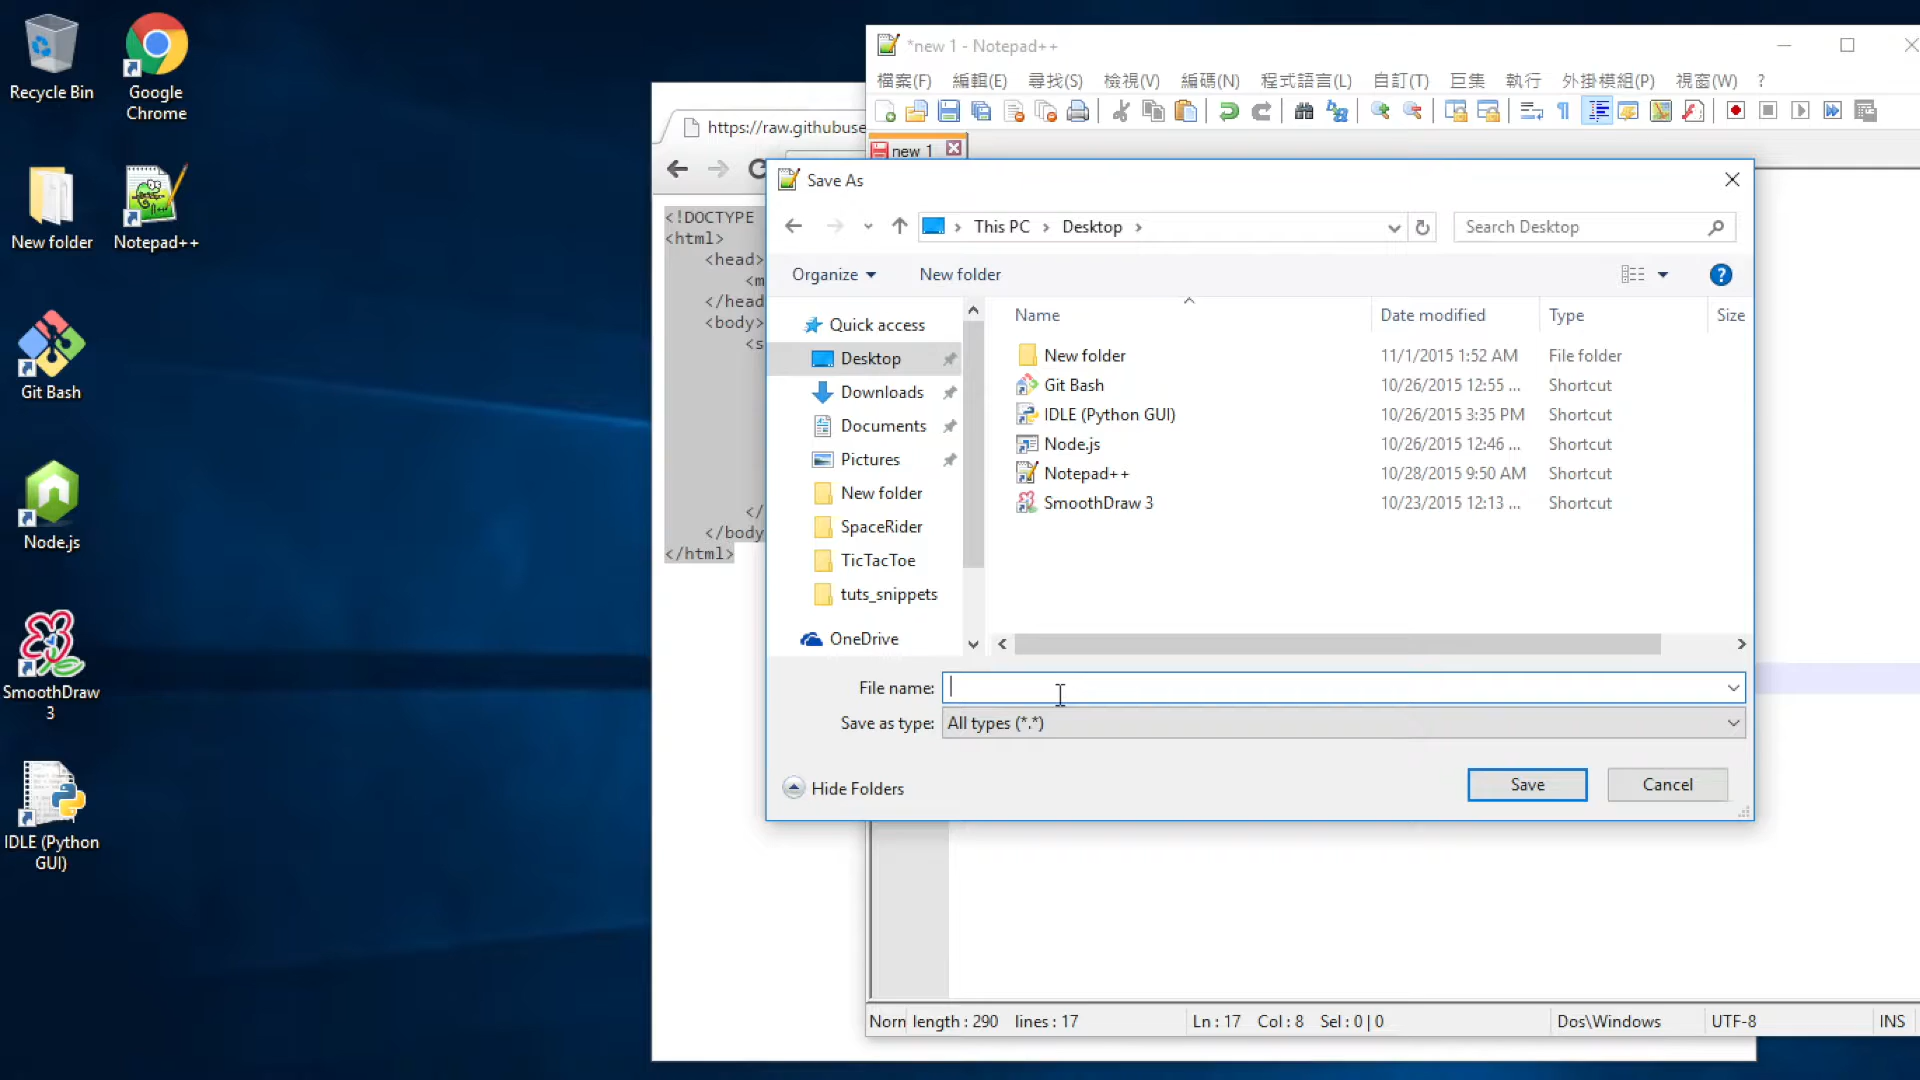 Recycle Bin
Google
Chrome
New folder
Notepad++
Git Bash
Node.js
SmoothDraw
3
IDLE (Python
GUI)
https://raw.githubuse
<!DOCTYPE
<html>
<head>
<m
</head
<body>
<s
</
</body
</html>
*new 1 - Notepad++
檔案(F) 編輯(E) 尋找(S) 檢視(V) 編碼(N) 程式語言(L) 自訂(T) 巨集 執行 外掛模組(P) 視窗(W) ?
new 1
Save As
This PC > Desktop >
Search Desktop
Organize
New folder
Name Date modified Type Size
Quick access
Desktop
Downloads
Documents
Pictures
New folder
SpaceRider
TicTacToe
tuts_snippets
OneDrive
New folder 11/1/2015 1:52 AM File folder
Git Bash 10/26/2015 12:55 ... Shortcut
IDLE (Python GUI) 10/26/2015 3:35 PM Shortcut
Node.js 10/26/2015 12:46 ... Shortcut
Notepad++ 10/28/2015 9:50 AM Shortcut
SmoothDraw 3 10/23/2015 12:13 ... Shortcut
File name:
Save as type: All types (*.*)
Hide Folders
Save
Cancel
Norn length : 290 lines : 17 Ln : 17 Col : 8 Sel : 0 | 0 Dos\Windows UTF-8 INS